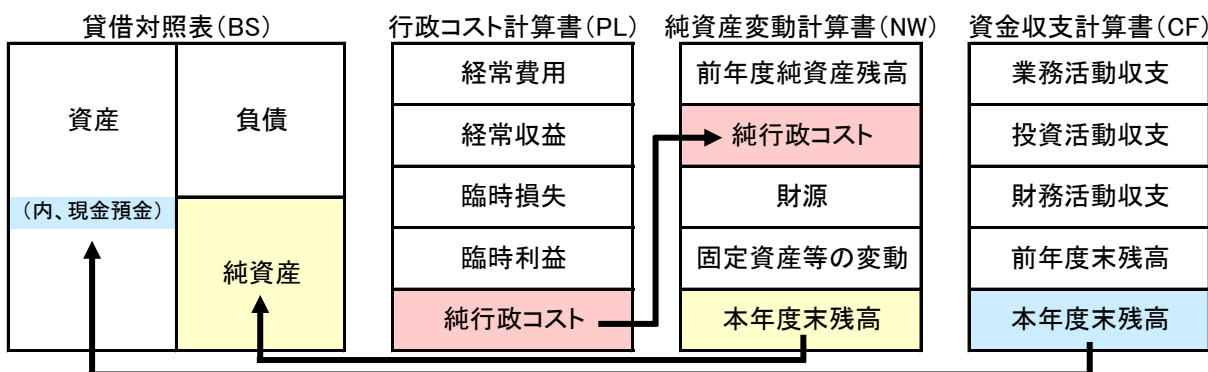 貸借対照表(BS)
資産
負債
(内、現金預金)
純資産
行政コスト計算書(PL)
経常費用
経常収益
臨時損失
臨時利益
純行政コスト
純資産変動計算書(NW)
前年度純資産残高
純行政コスト
財源
固定資産等の変動
本年度末残高
資金収支計算書(CF)
業務活動収支
投資活動収支
財務活動収支
前年度末残高
本年度末残高